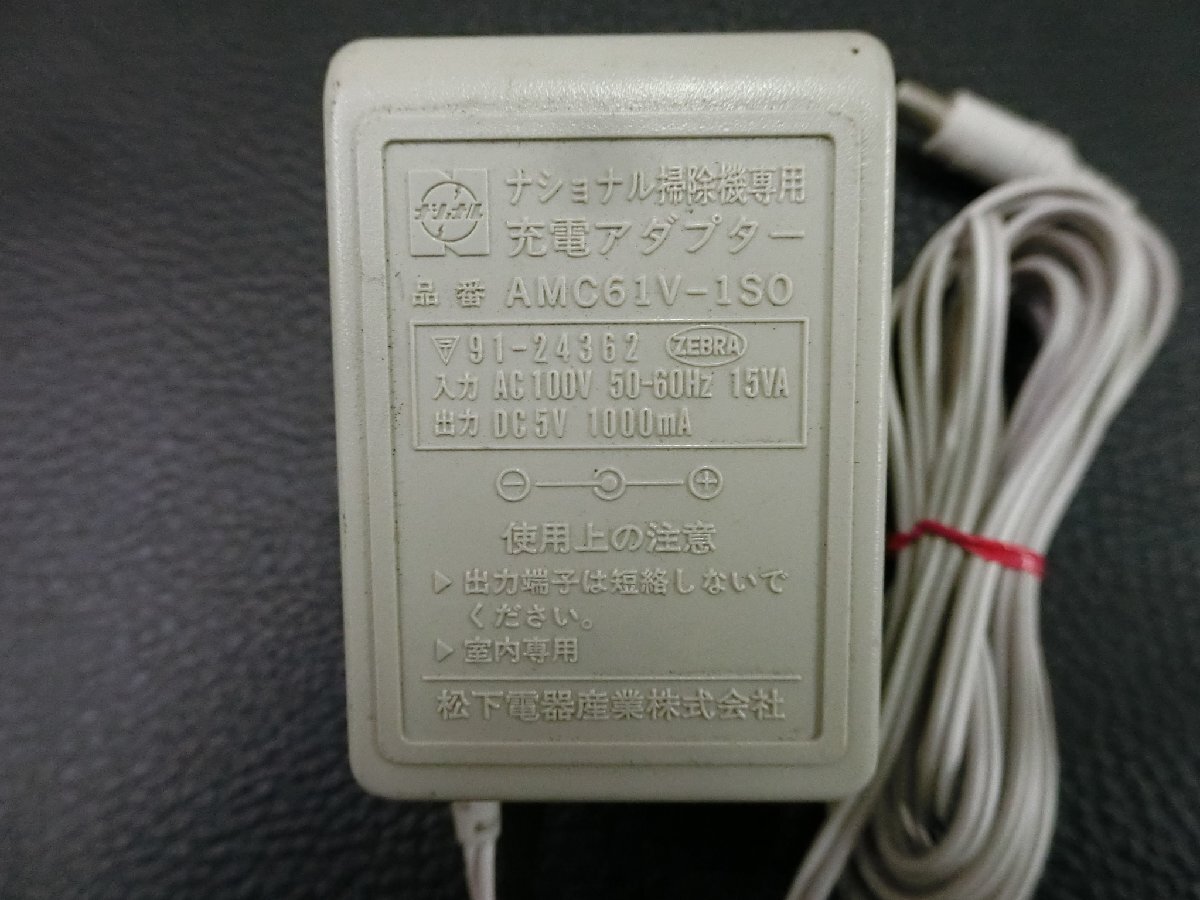 ナショナル
ナショナル掃除機専用
充電アダプター
品番 AMC61V-1S0
▽〒91-24362 ZEBRA
入力 AC100V 50-60Hz 15VA
出力 DC5V 1000mA
使用上の注意
▶出力端子は短絡しないで
ください。
▶室内専用
松下電器産業株式会社